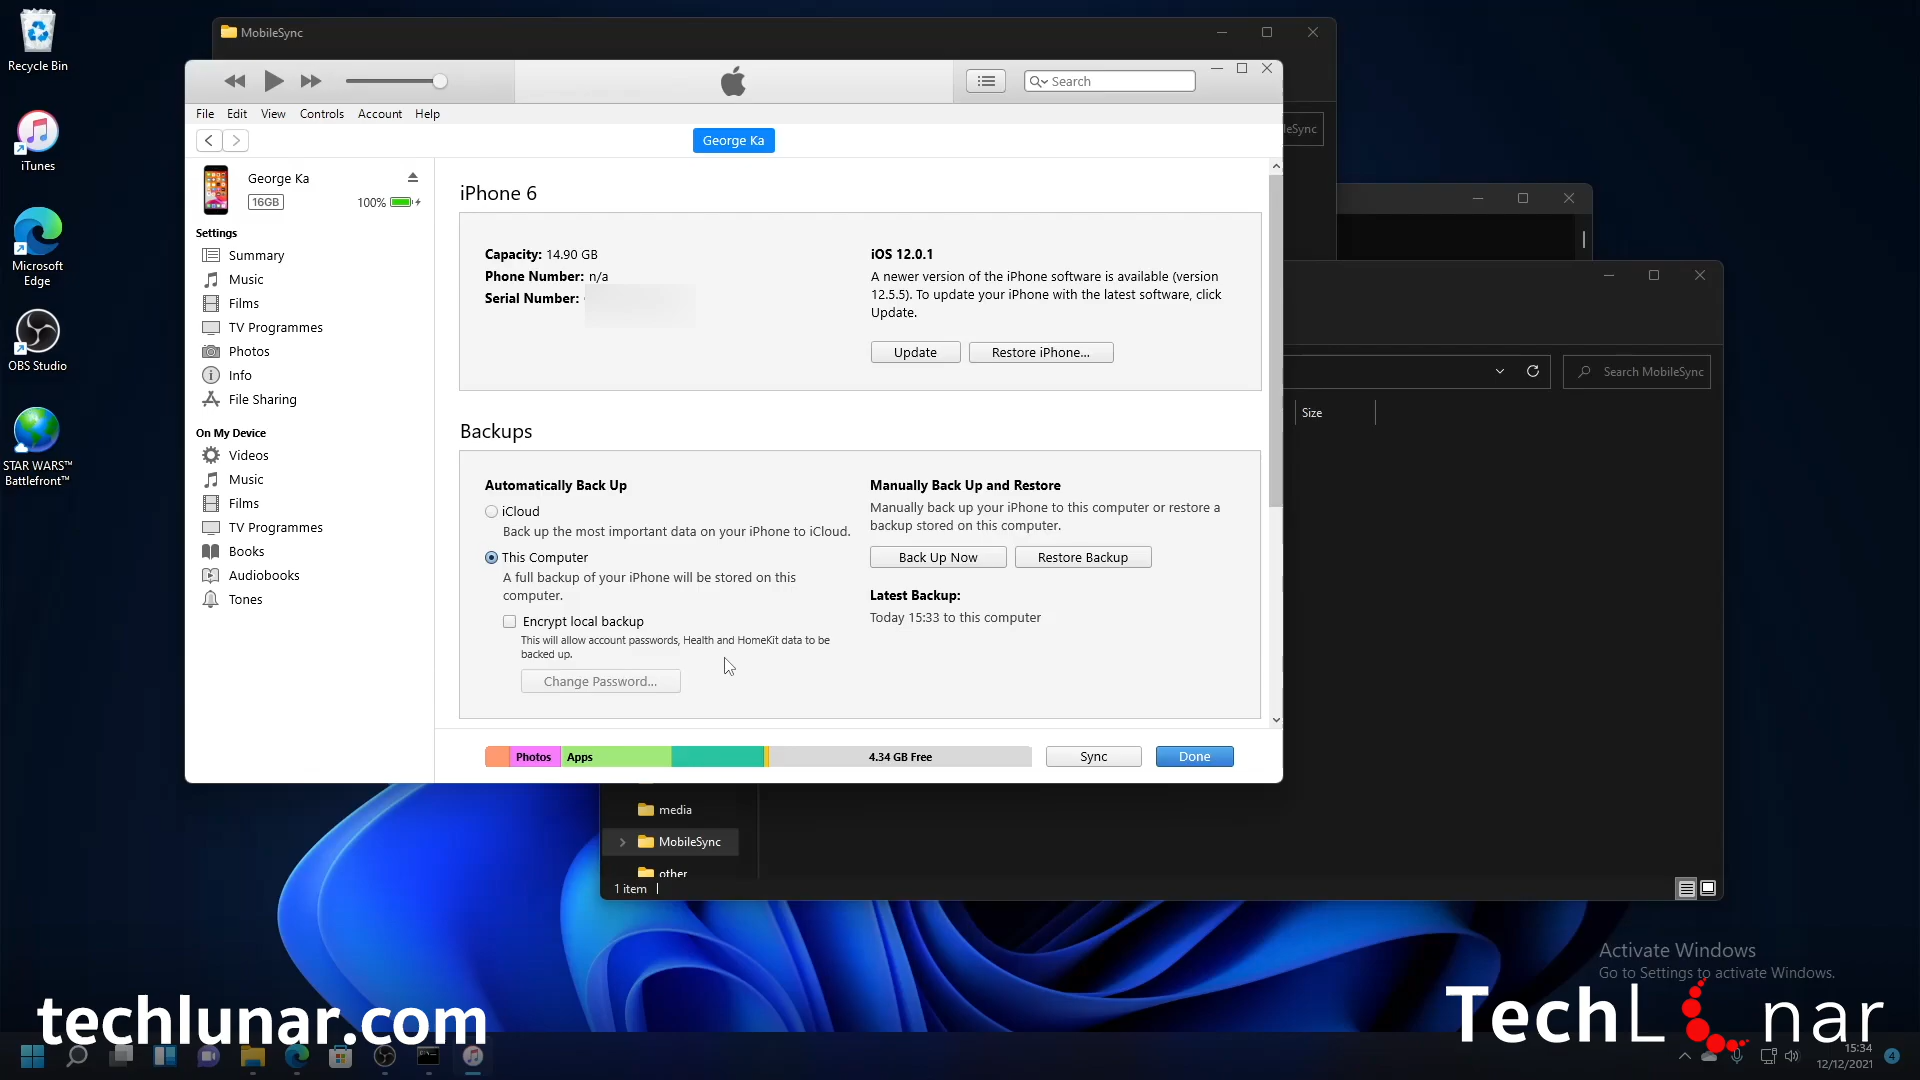 Recycle Bin
iTunes
Microsoft
Edge
OBS Studio
STAR WARS™
Battlefront™
MobileSync
Search
File Edit View Controls Account Help
George Ka
George Ka
16GB
100%
Settings
Summary
Music
Films
TV Programmes
Photos
Info
File Sharing
On My Device
Videos
Music
Films
TV Programmes
Books
Audiobooks
Tones
iPhone 6
Capacity: 14.90 GB
Phone Number: n/a
Serial Number:
iOS 12.0.1
A newer version of the iPhone software is available (version
12.5.5). To update your iPhone with the latest software, click
Update.
Update
Restore iPhone...
Backups
Automatically Back Up
iCloud
Back up the most important data on your iPhone to iCloud.
This Computer
A full backup of your iPhone will be stored on this
computer.
Encrypt local backup
This will allow account passwords, Health and HomeKit data to be
backed up.
Change Password...
Manually Back Up and Restore
Manually back up your iPhone to this computer or restore a
backup stored on this computer.
Back Up Now
Restore Backup
Latest Backup:
Today 15:33 to this computer
Photos Apps 4.34 GB Free
Sync
Done
eSync
Search MobileSync
Size
media
MobileSync
other
1 item
Activate Windows
Go to Settings to activate Windows.
techlunar.com
TechLunar
15:34
12/12/2021
4